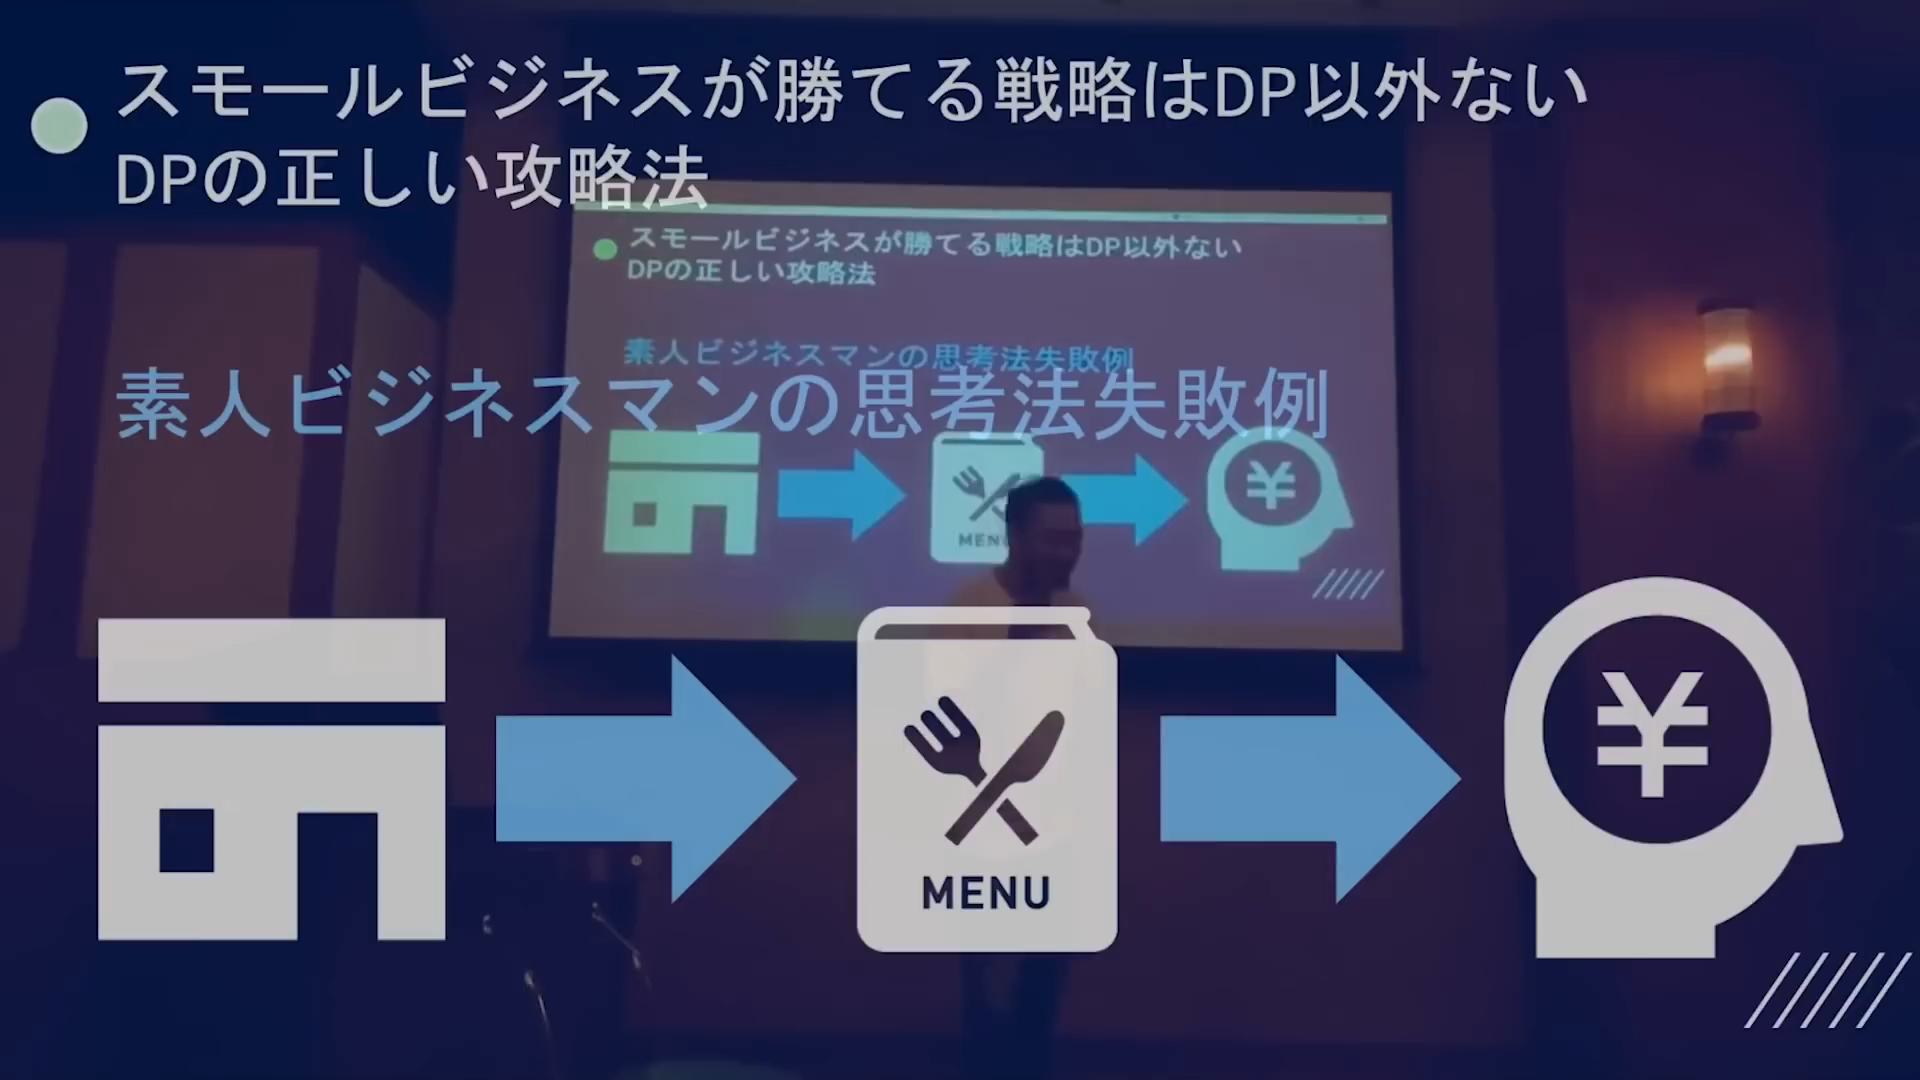 スモールビジネスが勝てる戦略はDP以外ない
DPの正しい攻略法
スモールビジネスが勝てる戦略はDP以外ない
DPの正しい攻略法
素人ビジネスマンの思考法失敗例
素人ビジネスマンの思考法失敗例
MENU
¥
MENU
¥